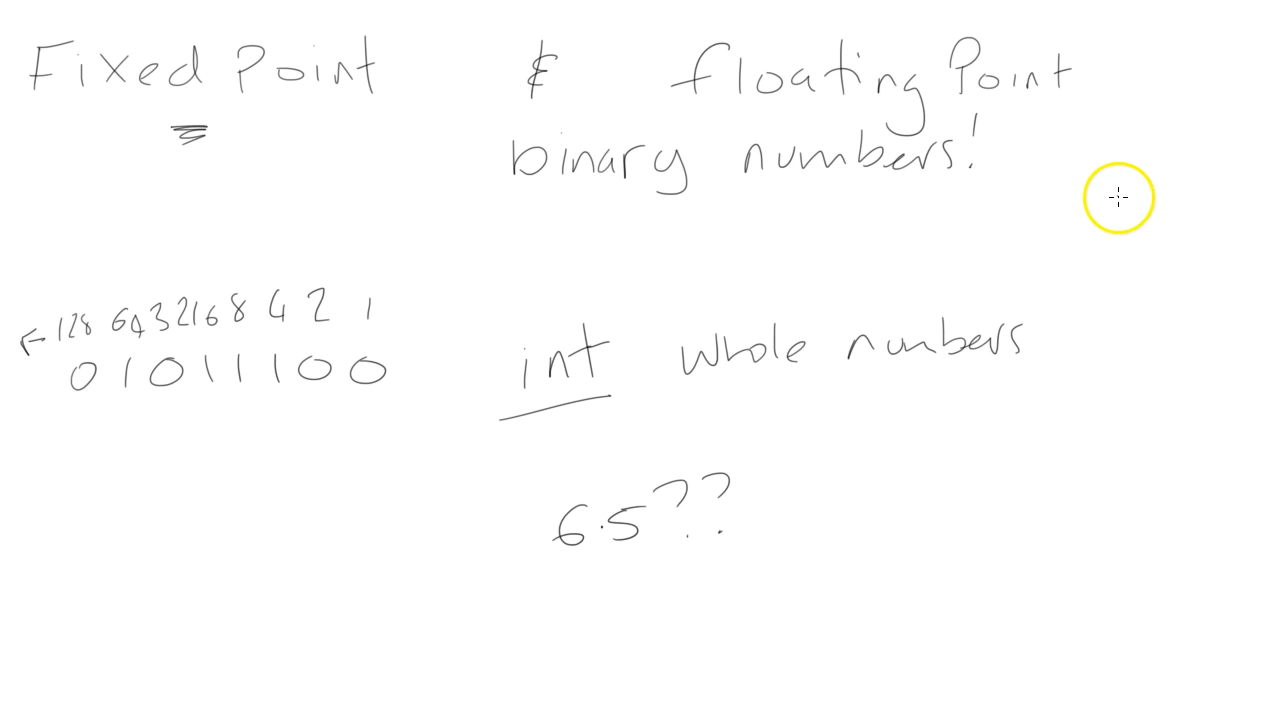 Fixed Point & floating Point
binary numbers!
128 64 32 16 8 4 2 1
0 1 0 1 1 1 0 0 int whole numbers
6.5??